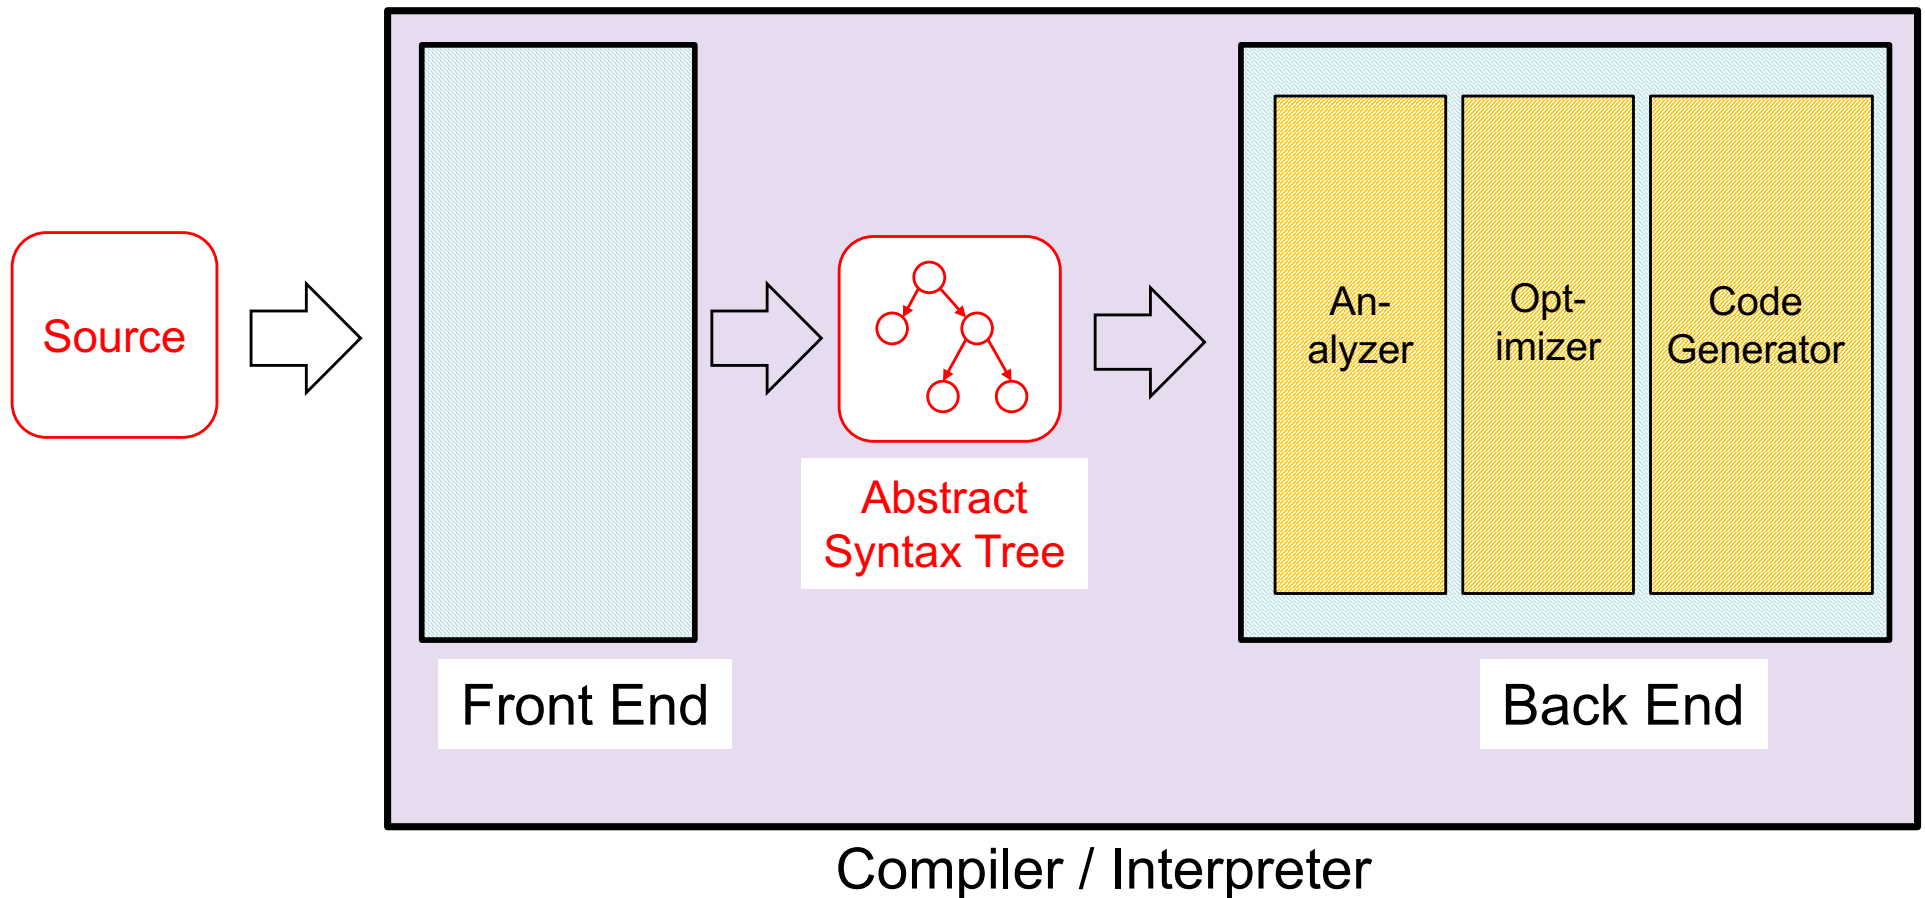 Source
Abstract
Syntax Tree
An-
alyzer
Opt-
imizer
Code
Generator
Front End
Back End
Compiler / Interpreter